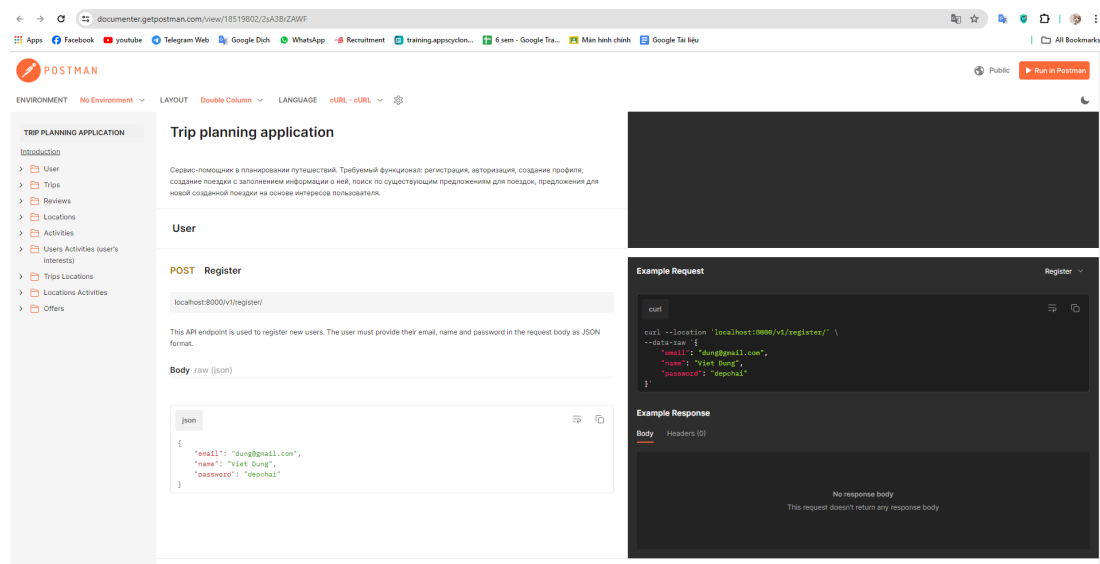 documenter.getpostman.com/view/18519802/2sA3BrZAWF
Apps Facebook youtube Telegram Web Google Dịch WhatsApp Recruitment training.appscyclon... 6 sem - Google Tra... Màn hình chính Google Tài liệu All Bookmarks
POSTMAN Public Run in Postman
ENVIRONMENT No Environment LAYOUT Double Column LANGUAGE cURL - cURL
TRIP PLANNING APPLICATION
Introduction
User
Trips
Reviews
Locations
Activities
Users Activities (user's
interests)
Trips Locations
Locations Activities
Offers
Trip planning application
Сервис-помощник в планировании путешествий. Требуемый функционал: регистрация, авторизация, создание профиля,
создание поездки с заполнением информации о ней, поиск по существующим предложениям для поездок, предложения для
новой созданной поездки на основе интересов пользователя.
User
POST Register
localhost:8000/v1/register/
This API endpoint is used to register new users. The user must provide their email, name and password in the request body as JSON
format.
Body raw (json)
json
{
"email": "dung@gmail.com",
"name": "Viet Dung",
"password": "depchai"
}
Example Request Register
curl
curl --location 'localhost:8000/v1/register/' \
--data-raw '{
"email": "dung@gmail.com",
"name": "Viet Dung",
"password": "depchai"
}'
Example Response
Body Headers (0)
No response body
This request doesn't return any response body